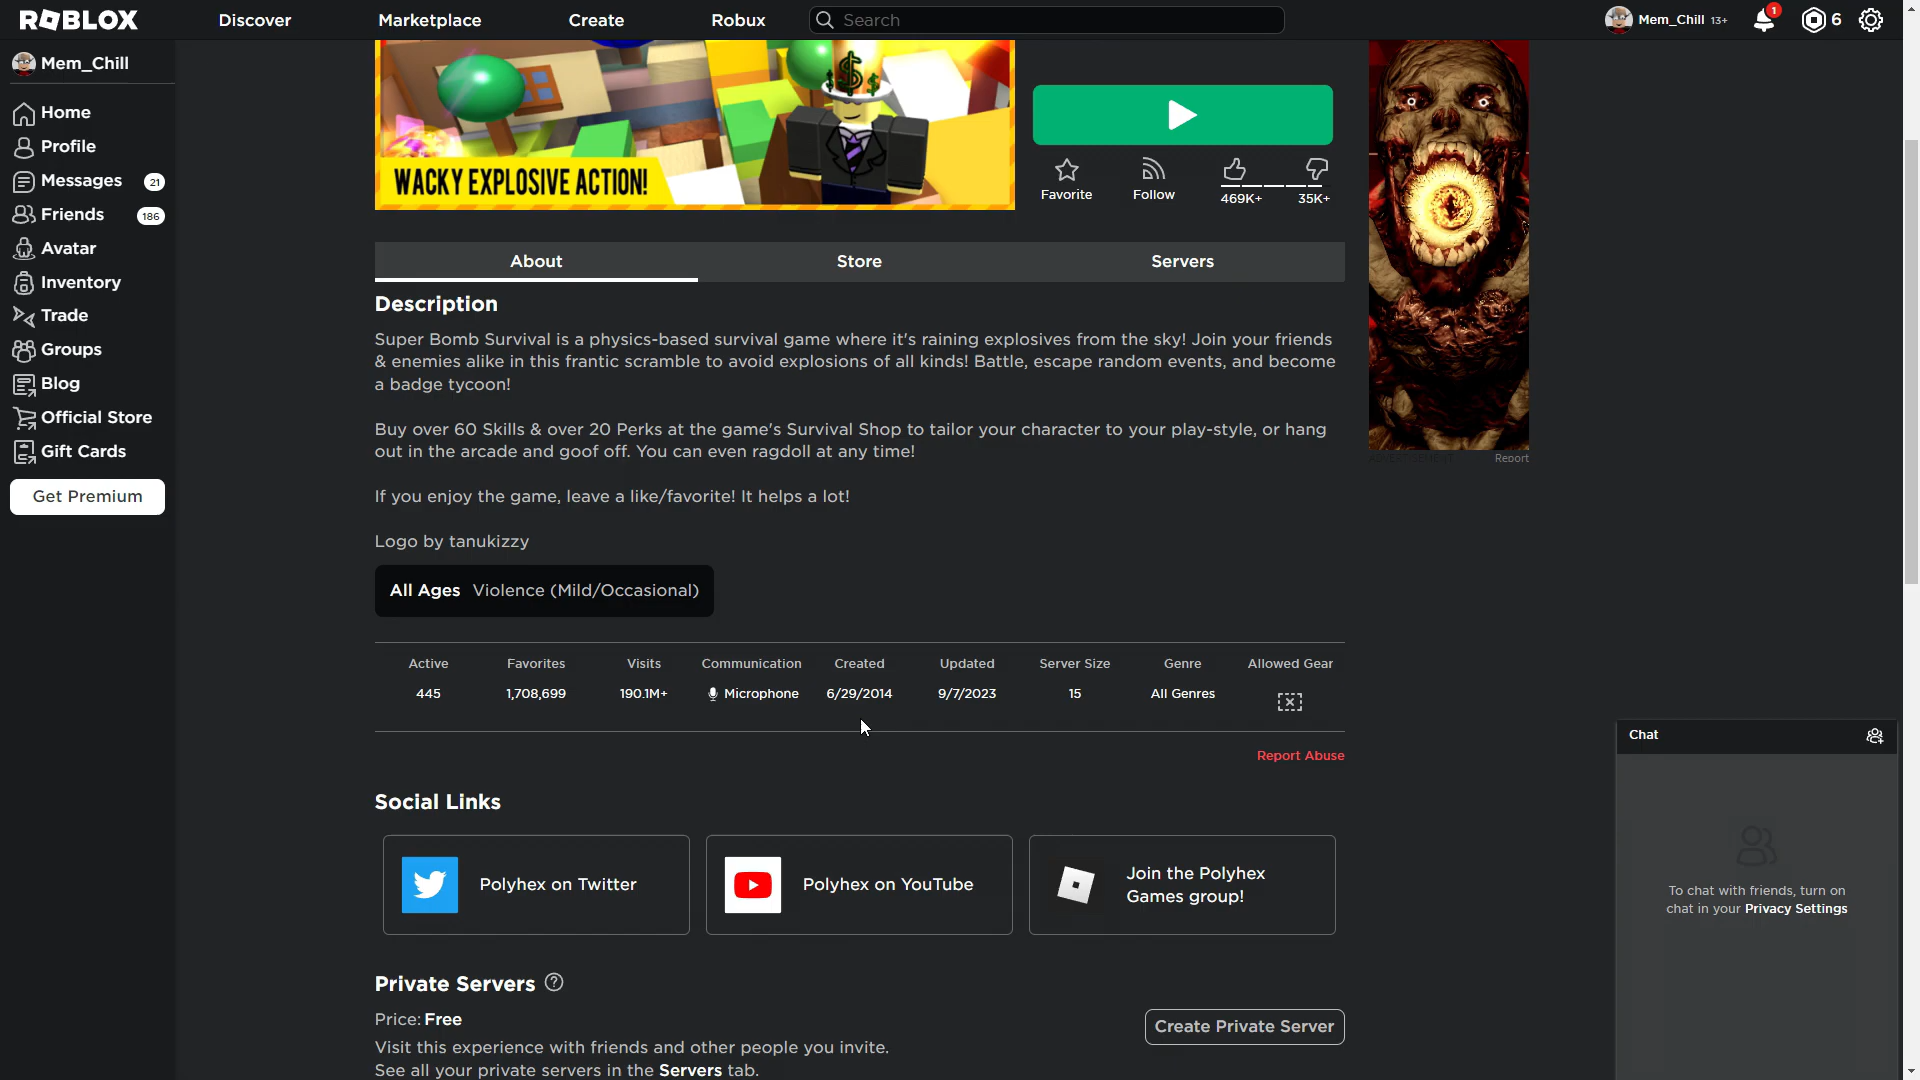 ROBLOX
Discover
Marketplace
Create
Robux
Search
Mem_Chill 13+
1
6
Mem_Chill
Home
Profile
Messages 21
Friends 186
Avatar
Inventory
Trade
Groups
Blog
Official Store
Gift Cards
Get Premium
WACKY EXPLOSIVE ACTION!
Favorite
Follow
469K+
35K+
About
Store
Servers
Description
Super Bomb Survival is a physics-based survival game where it's raining explosives from the sky! Join your friends
& enemies alike in this frantic scramble to avoid explosions of all kinds! Battle, escape random events, and become
a badge tycoon!
Buy over 60 Skills & over 20 Perks at the game's Survival Shop to tailor your character to your play-style, or hang
out in the arcade and goof off. You can even ragdoll at any time!
If you enjoy the game, leave a like/favorite! It helps a lot!
Logo by tanukizzy
All Ages Violence (Mild/Occasional)
Active Favorites Visits Communication Created Updated Server Size Genre Allowed Gear
445 1,708,699 190.1M+ Microphone 6/29/2014 9/7/2023 15 All Genres
Report Abuse
Social Links
Polyhex on Twitter
Polyhex on YouTube
Join the Polyhex
Games group!
Private Servers
Price: Free
Create Private Server
Visit this experience with friends and other people you invite.
See all your private servers in the Servers tab.
Report
Chat
To chat with friends, turn on
chat in your Privacy Settings